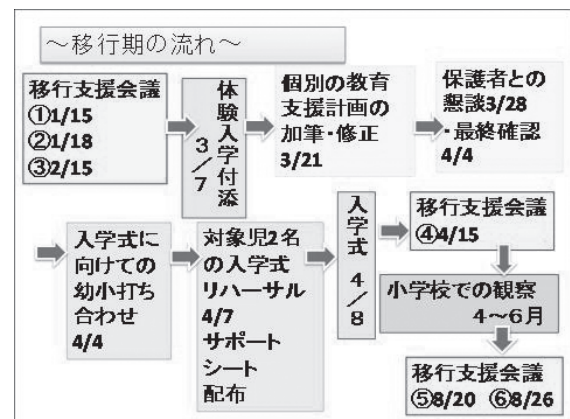 ～移行期の流れ～
移行支援会議
①1/15
②1/18
③2/15
体験入学付添
3/7
個別の教育
支援計画の
加筆・修正
3/21
保護者との
懇談3/28
・最終確認
4/4
入学式に
向けての
幼小打ち
合わせ
4/4
対象児2名
の入学式
リハーサル
4/7
サポート
シート
配布
入学式 4/8
移行支援会議
④4/15
小学校での観察
4～6月
移行支援会議
⑤8/20 ⑥8/26